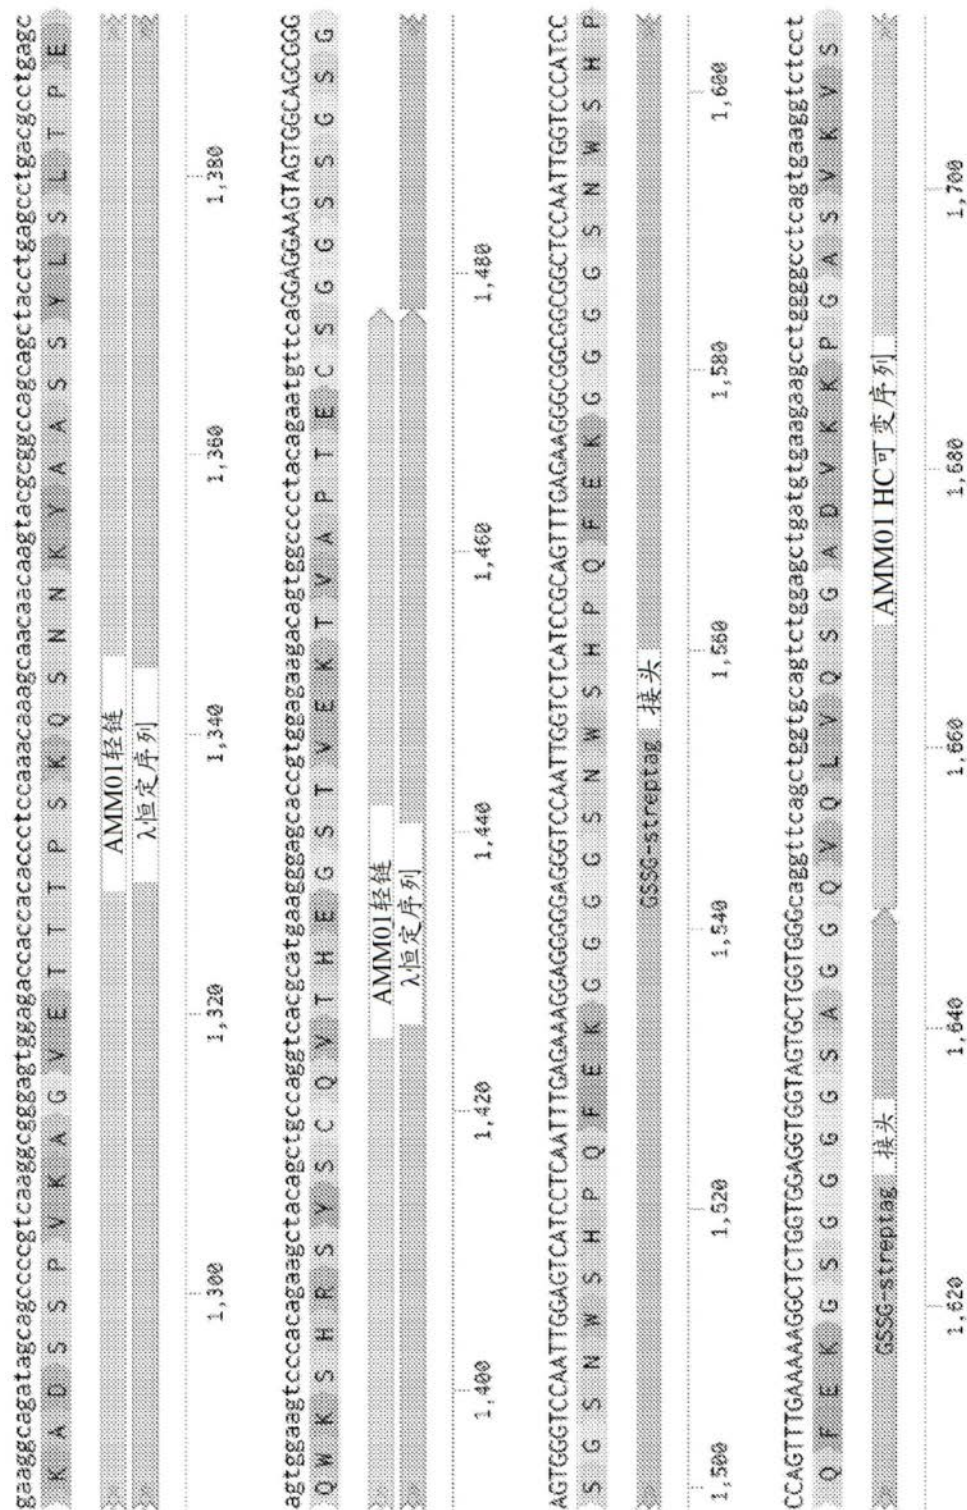 gaaggcagatagcagccccgtcaaggcgggagtggagaccaccacaccctccaaacaaagcaacaacaagtacgcggccagcagctacctgagcctgacgcctgagc
K A D S S P V K A G V E T T T P S K Q S N N K Y A A S S Y L S L T P E
AMM01轻链
λ恒定序列
1,300 1,320 1,340 1,360 1,380
agtggaagtcccacagaagctacagctgccaggtcacgcatgaagggagcaccgtggagaagacagtggcccctacagaatgttcaGGAGGAAGTAGTGGCAGCGGC
Q W K S H R S Y S C Q V T H E G S T V E K T V A P T E C S G G S S G S G
AMM01轻链
λ恒定序列
1,400 1,420 1,440 1,460 1,480
AGTGGGTCCAATTGGAGTCATCCTCAATTTGAGAAAGGAGGGGGAGGGTCCAATTGGTCTCATCCGCAGTTTGAGAAGGGCGGCGGCGGCTCCAATTGGTCCCATCC
S G S N W S H P Q F E K G G G G S N W S H P Q F E K G G G G S N W S H P
GSSG-streptag 接头
1,500 1,520 1,540 1,560 1,580 1,600
CCAGTTTGAAAAAGGCTCTGGTGGAGGTGGTAGTGCTGGTGGGcaggttcagctggtgcagtctggagctgatgtgaagaagcctggggcctcagtgaaggtctcct
Q F E K G S G G G G S A G G Q V Q L V Q S G A D V K K P G A S V K V S
GSSG-streptag 接头 AMM01 HC可变序列
1,620 1,640 1,660 1,680 1,700